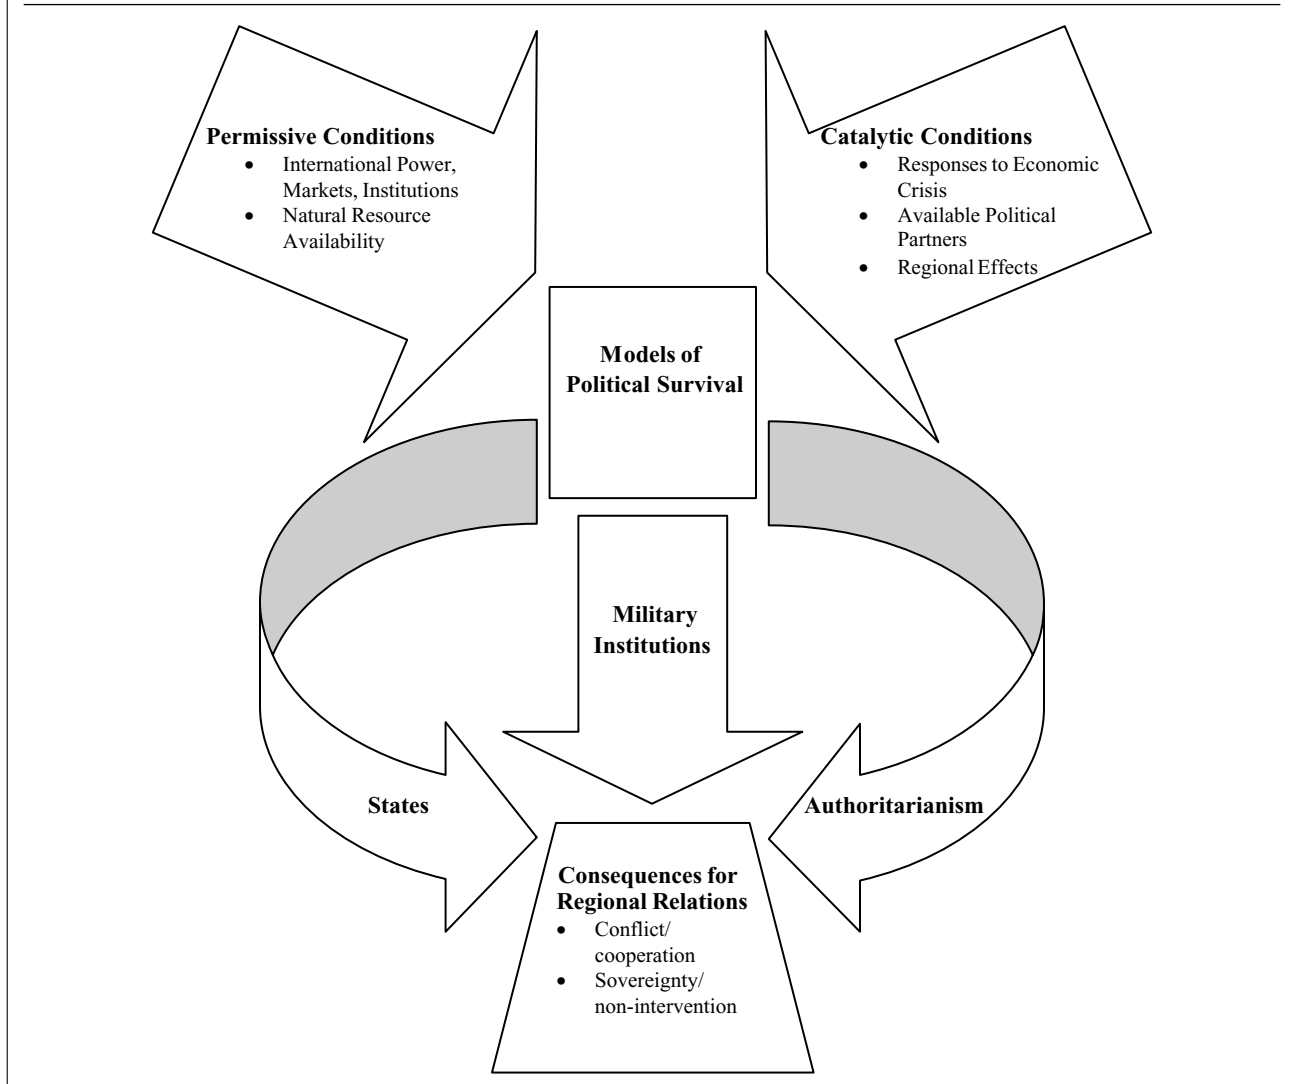 Permissive Conditions
• International Power,
Markets, Institutions
• Natural Resource
Availability
Catalytic Conditions
• Responses to Economic
Crisis
• Available Political
Partners
• Regional Effects
Models of
Political Survival
Military
Institutions
States
Authoritarianism
Consequences for
Regional Relations
• Conflict/
cooperation
• Sovereignty/
non-intervention